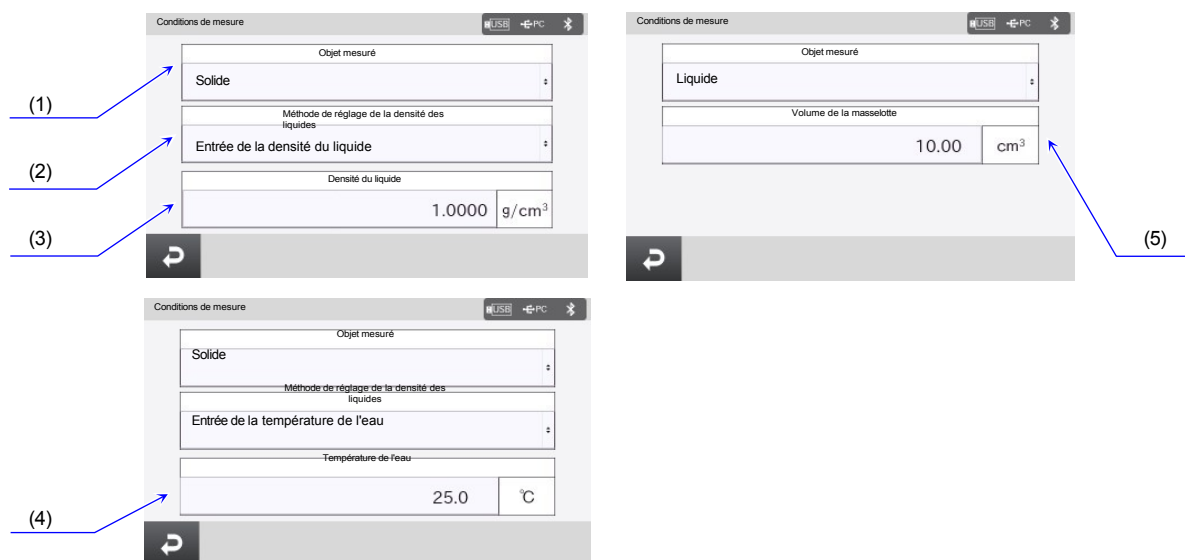 Conditions de mesure
USB PC
Objet mesuré
Solide
(1)
Méthode de réglage de la densité des
liquides
Entrée de la densité du liquide
(2)
Densité du liquide
1.0000 g/cm³
(3)
Conditions de mesure
USB PC
Objet mesuré
Liquide
Volume de la masselotte
10.00 cm³
(5)
Conditions de mesure
USB PC
Objet mesuré
Solide
Méthode de réglage de la densité des
liquides
Entrée de la température de l'eau
Température de l'eau
25.0 ℃
(4)